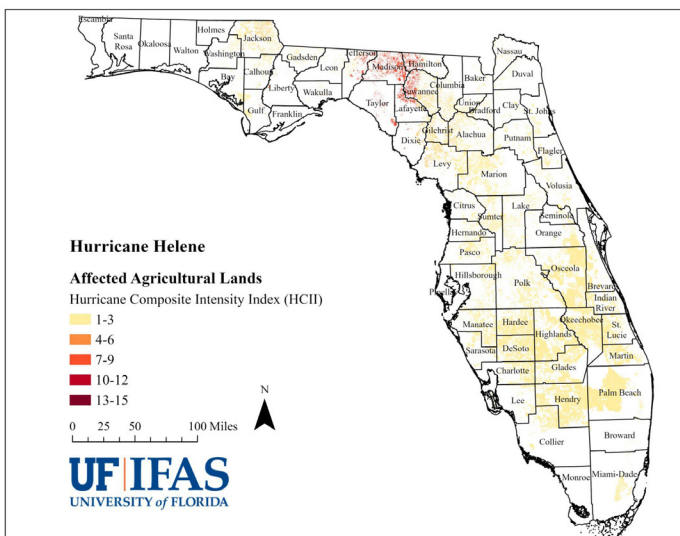 Escambia
Santa
Rosa
Okaloosa
Walton
Holmes
Washington
Jackson
Bay
Calhoun
Gulf
Gadsden
Liberty
Franklin
Leon
Wakulla
Jefferson
Madison
Taylor
Hamilton
Suwannee
Lafayette
Dixie
Columbia
Gilchrist
Levy
Baker
Union
Bradford
Alachua
Nassau
Duval
Clay
St. Johns
Putnam
Flagler
Marion
Volusia
Citrus
Sumter
Lake
Seminole
Hernando
Orange
Pasco
Hillsborough
Polk
Osceola
Brevard
Indian
River
Manatee
Hardee
Highlands
Okeechobee
St.
Lucie
Sarasota
DeSoto
Martin
Charlotte
Glades
Lee
Hendry
Palm Beach
Collier
Broward
Monroe
Miami-Dade
Hurricane Helene
Affected Agricultural Lands
Hurricane Composite Intensity Index (HCII)
1-3
4-6
7-9
10-12
13-15
N
0 25 50 100 Miles
UF|IFAS
UNIVERSITY of FLORIDA